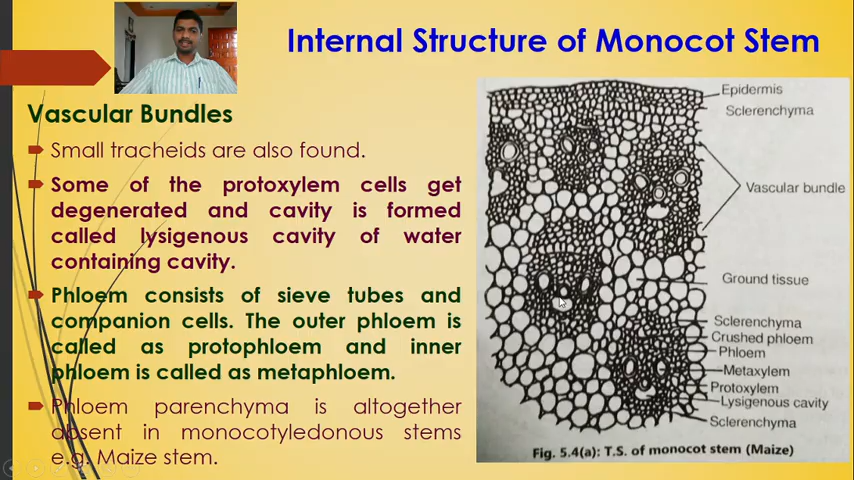 Internal Structure of Monocot Stem
Vascular Bundles
Small tracheids are also found.
Some of the protoxylem cells get
degenerated and cavity is formed
called lysigenous cavity of water
containing cavity.
Phloem consists of sieve tubes and
companion cells. The outer phloem is
called as protophloem and inner
phloem is called as metaphloem.
Phloem parenchyma is altogether
absent in monocotyledonous stems
e.g. Maize stem.
Epidermis
Sclerenchyma
Vascular bundle
Ground tissue
Sclerenchyma
Crushed phloem
Phloem
Metaxylem
Protoxylem
Lysigenous cavity
Sclerenchyma
Fig. 5.4(a): T.S. of monocot stem (Maize)